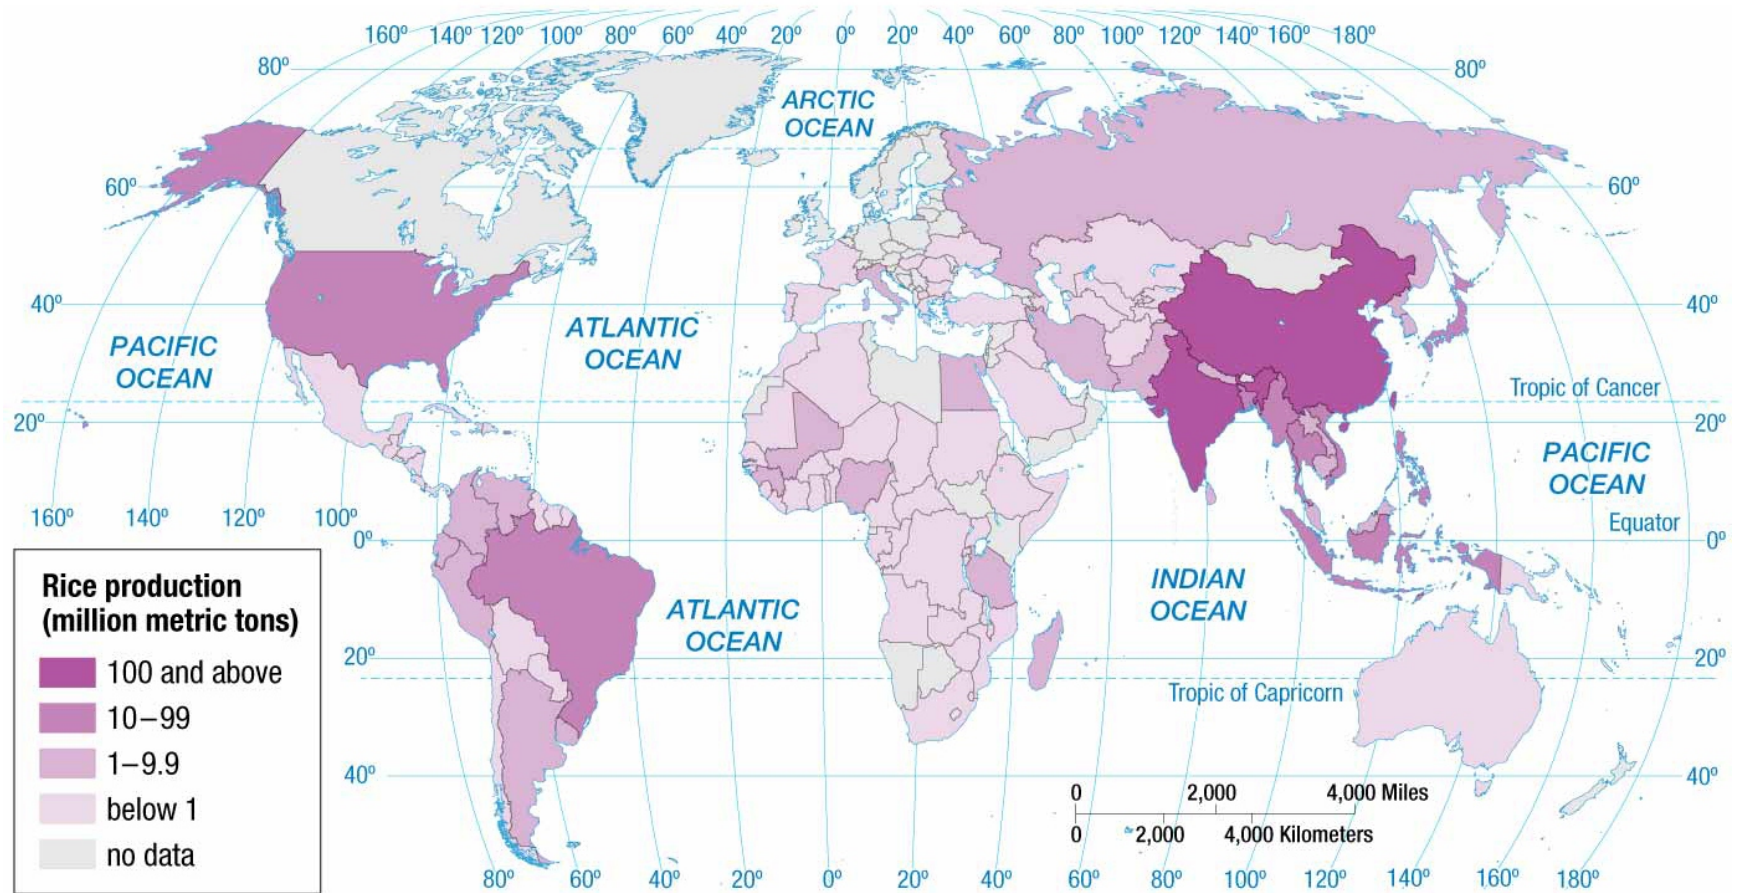 160º 140º 120º 100º 80º 60º 40º 20º 0º 20º 40º 60º 80º 100º 120º 140º 160º 180º
80º 80º
ARCTIC
OCEAN
60º 60º
40º 40º
ATLANTIC
OCEAN
PACIFIC
OCEAN
Tropic of Cancer
20º 20º
PACIFIC
OCEAN
160º 140º 120º 100º
Equator
0º 0º
INDIAN
OCEAN
ATLANTIC
OCEAN
20º 20º
Tropic of Capricorn
40º 40º
0 2,000 4,000 Miles
0 2,000 4,000 Kilometers
80º 60º 40º 20º 0º 20º 40º 60º 80º 100º 120º 140º 160º 180º
Rice production
(million metric tons)
100 and above
10–99
1–9.9
below 1
no data